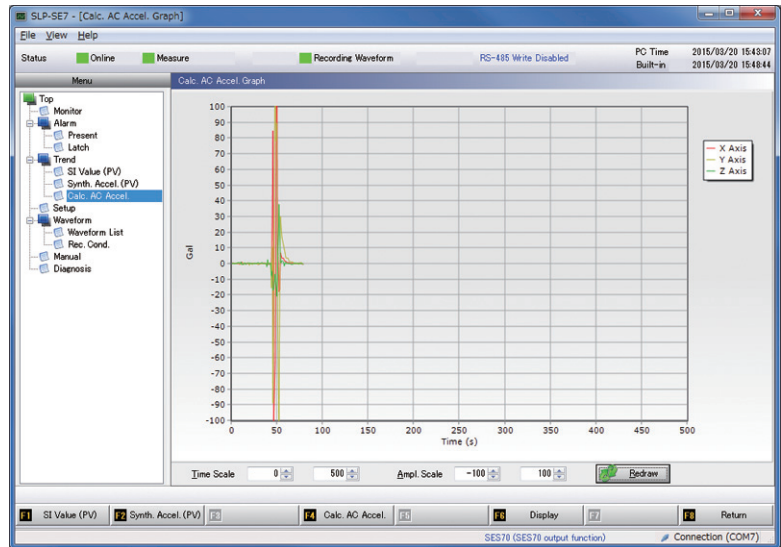 SLP-SE7 - [Calc. AC Accel. Graph]
File View Help
Status Online Measure Recording Waveform RS-485 Write Disabled PC Time 2015/03/20 15:43:07
Built-in 2015/03/20 15:48:44
Menu
Calc. AC Accel. Graph
Top
Monitor
Alarm
Present
Latch
Trend
SI Value (PV)
Synth. Accel. (PV)
Calc. AC Accel.
Setup
Waveform
Waveform List
Rec. Cond.
Manual
Diagnosis
100
90
80
70
60
50
40
30
20
10
0
-10
-20
-30
-40
-50
-60
-70
-80
-90
-100
Gal
0 50 100 150 200 250 300 350 400 450 500
Time (s)
X Axis
Y Axis
Z Axis
Time Scale 0 500 Ampl. Scale -100 100 Redraw
F1 SI Value (PV) F2 Synth. Accel. (PV) F3 F4 Calc. AC Accel. F5 F6 Display F7 F8 Return
SES70 (SES70 output function) Connection (COM7)